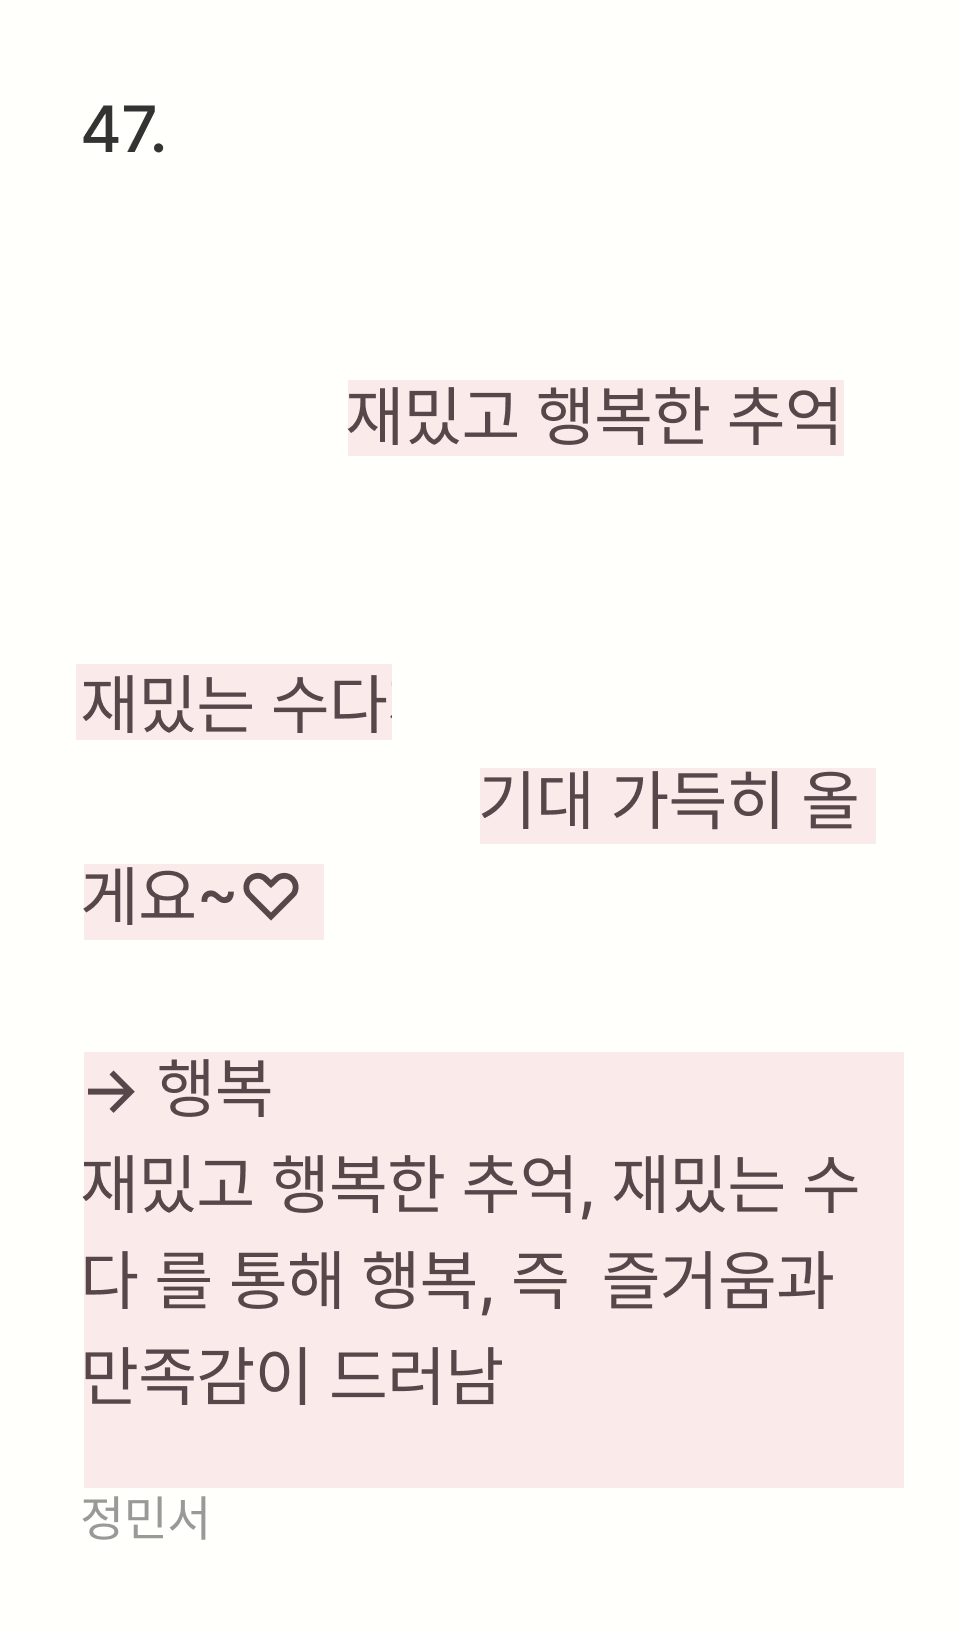 47.
재밌고 행복한 추억
재밌는 수다
기대 가득히 올
게요~♡
→ 행복
재밌고 행복한 추억, 재밌는 수
다 를 통해 행복, 즉  즐거움과
만족감이 드러남
정민서